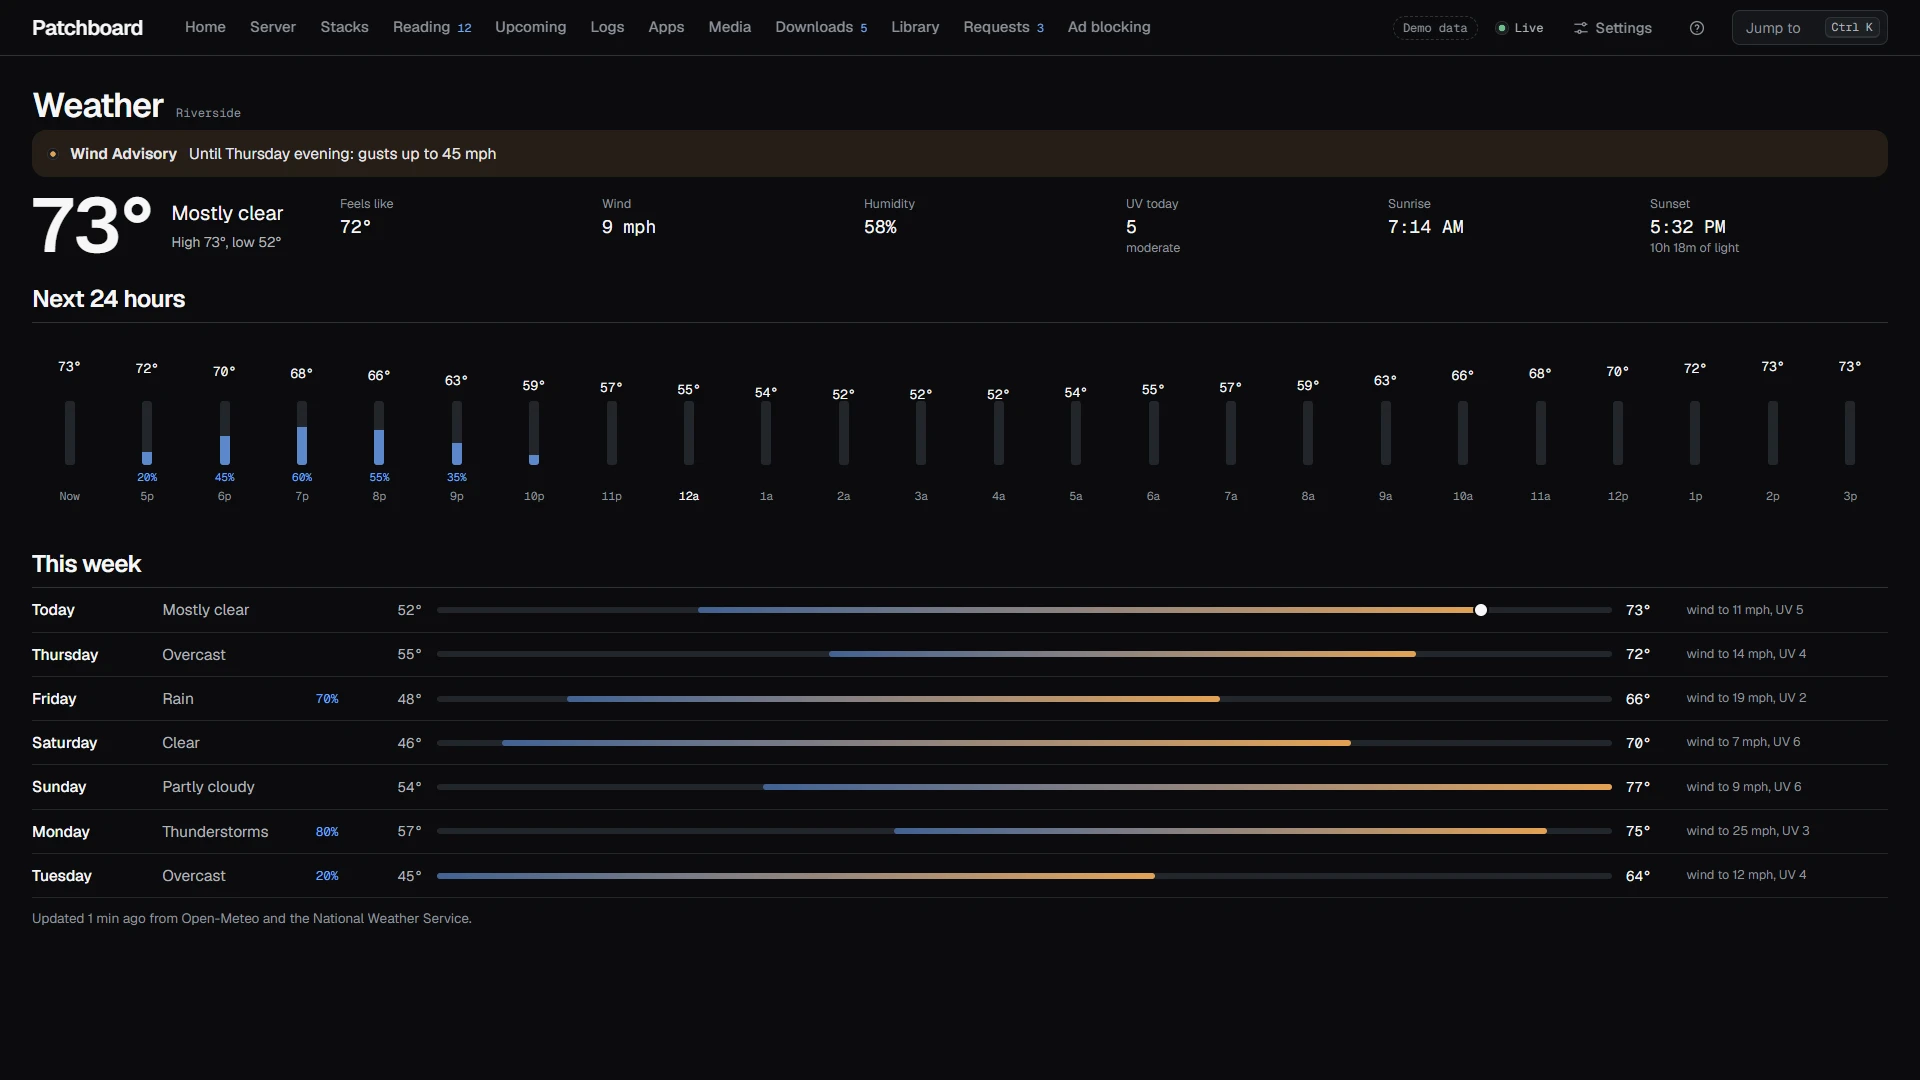 Patchboard Home Server Stacks Reading 12 Upcoming Logs Apps Media Downloads 5 Library Requests 3 Ad blocking Demo data Live Settings Jump to Ctrl K
Weather Riverside
Wind Advisory Until Thursday evening: gusts up to 45 mph
73° Mostly clear
High 73°, low 52°
Feels like
72°
Wind
9 mph
Humidity
58%
UV today
5
moderate
Sunrise
7:14 AM
Sunset
5:32 PM
10h 18m of light
Next 24 hours
73° 72° 70° 68° 66° 63° 59° 57° 55° 54° 52° 52° 52° 54° 55° 57° 59° 63° 66° 68° 70° 72° 73° 73°
20% 45% 60% 55% 35%
Now 5p 6p 7p 8p 9p 10p 11p 12a 1a 2a 3a 4a 5a 6a 7a 8a 9a 10a 11a 12p 1p 2p 3p
This week
Today Mostly clear 52° 73° wind to 11 mph, UV 5
Thursday Overcast 55° 72° wind to 14 mph, UV 4
Friday Rain 70% 48° 66° wind to 19 mph, UV 2
Saturday Clear 46° 70° wind to 7 mph, UV 6
Sunday Partly cloudy 54° 77° wind to 9 mph, UV 6
Monday Thunderstorms 80% 57° 75° wind to 25 mph, UV 3
Tuesday Overcast 20% 45° 64° wind to 12 mph, UV 4
Updated 1 min ago from Open-Meteo and the National Weather Service.